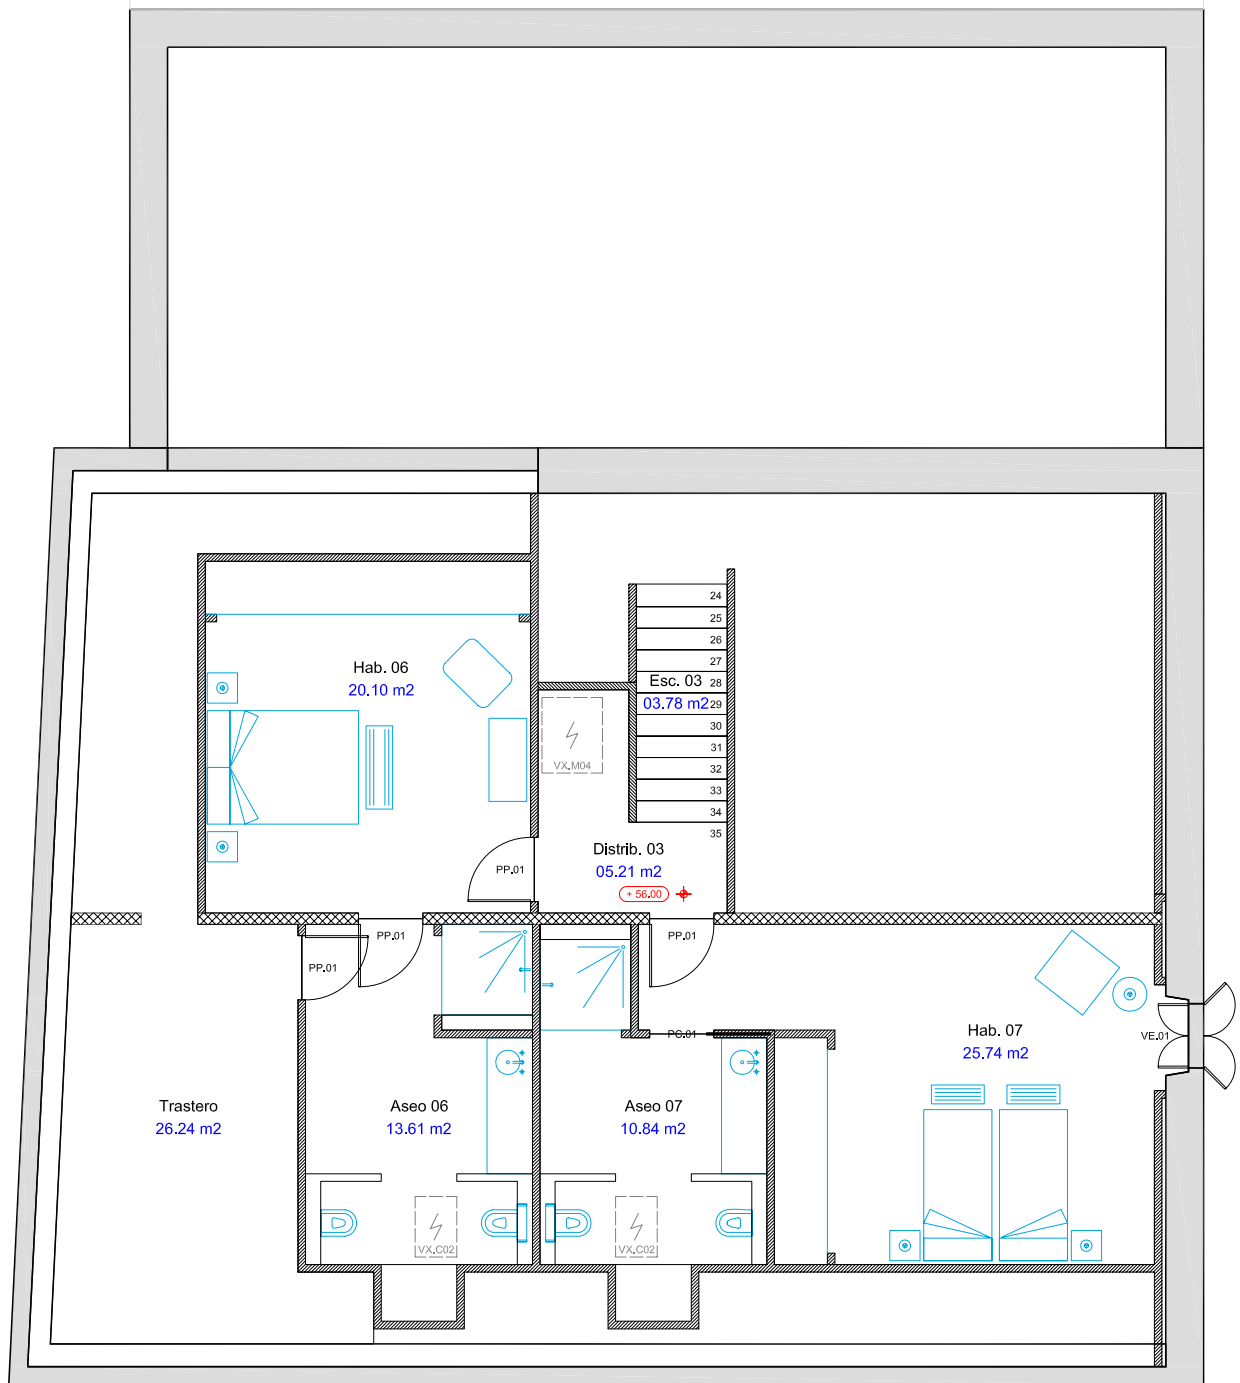 24
25
26
27
28
29
30
31
32
33
34
35
Hab. 06
20.10 m2
Esc. 03
03.78 m2
VX.M04
Distrib. 03
05.21 m2
+ 56.00
PP.01
PP.01
PP.01
PP.01
PC.01
Hab. 07
25.74 m2
VE.01
Trastero
26.24 m2
Aseo 06
13.61 m2
Aseo 07
10.84 m2
VX.C02
VX.C02